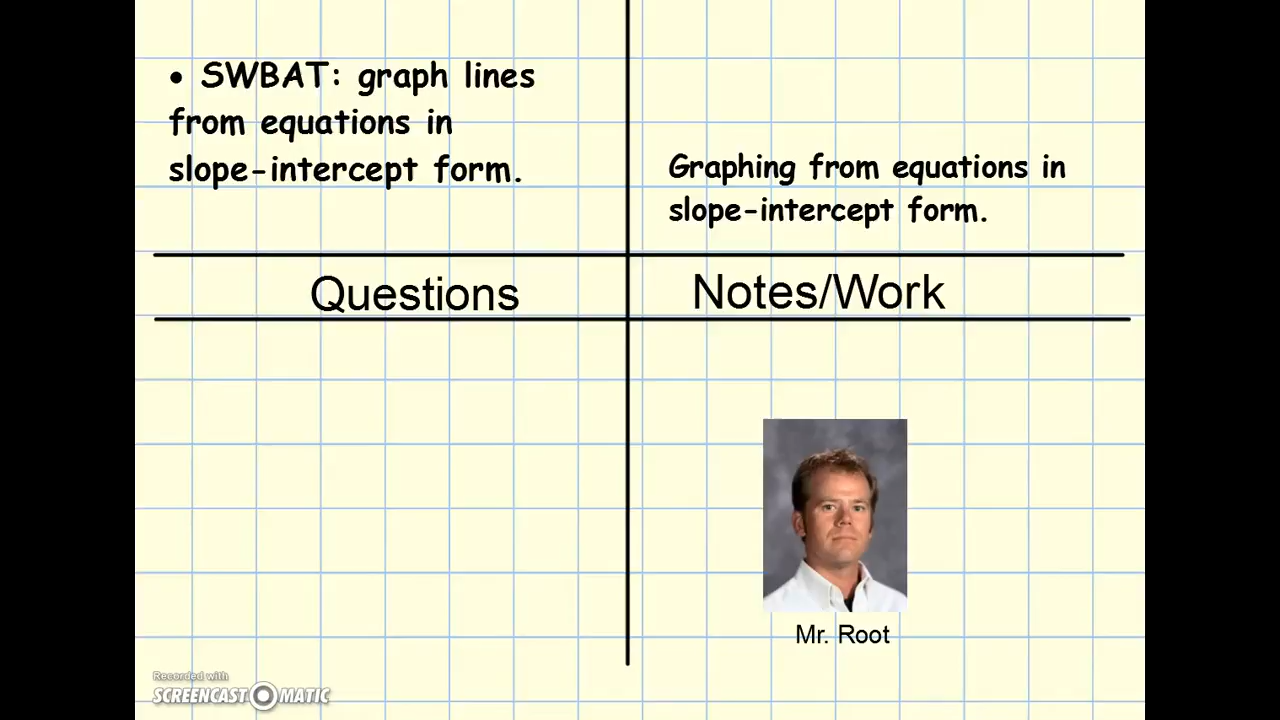 • SWBAT: graph lines
from equations in
slope-intercept form.
Graphing from equations in
slope-intercept form.
Questions
Notes/Work
Mr. Root
Recorded with
SCREENCAST MATIC